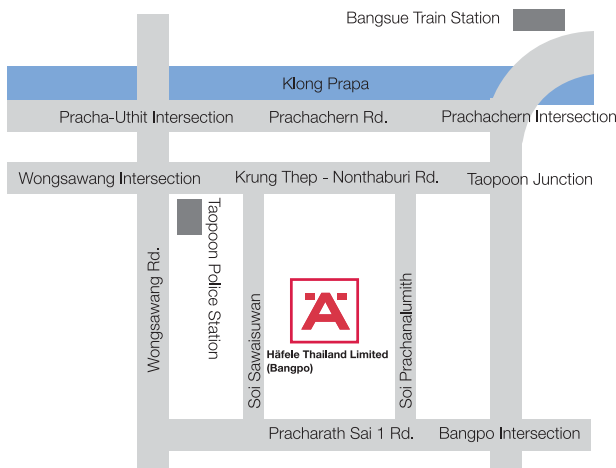 Bangsue Train Station
Klong Prapa
Pracha-Uthit Intersection
Prachachern Rd.
Prachachern Intersection
Wongsawang Intersection
Krung Thep - Nonthaburi Rd.
Taopoon Junction
Wongsawang Rd.
Taopoon Police Station
Soi Sawaisuwan
Ä
Häfele Thailand Limited
(Bangpo)
Soi Prachanalumith
Pracharath Sai 1 Rd.
Bangpo Intersection